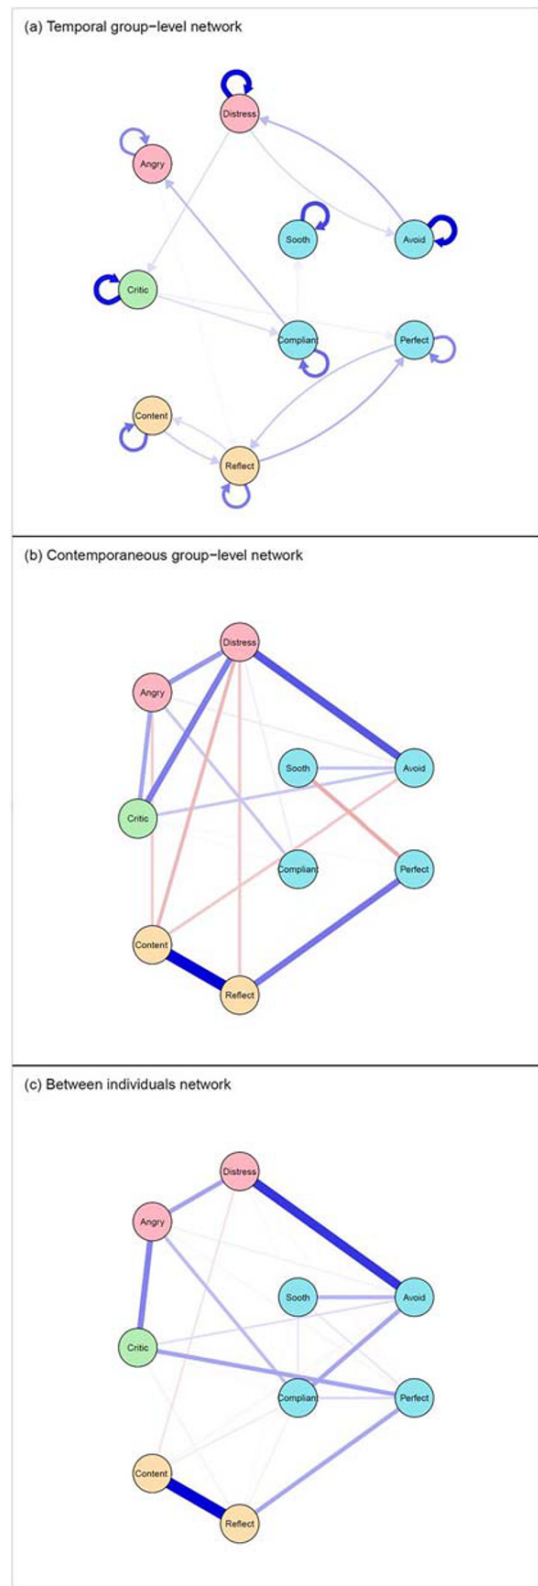 (a) Temporal group−level network
Distress
Angry
Sooth
Avoid
Critic
Compliant
Perfect
Content
Reflect
(b) Contemporaneous group−level network
Distress
Angry
Sooth
Avoid
Critic
Compliant
Perfect
Content
Reflect
(c) Between individuals network
Distress
Angry
Sooth
Avoid
Critic
Compliant
Perfect
Content
Reflect